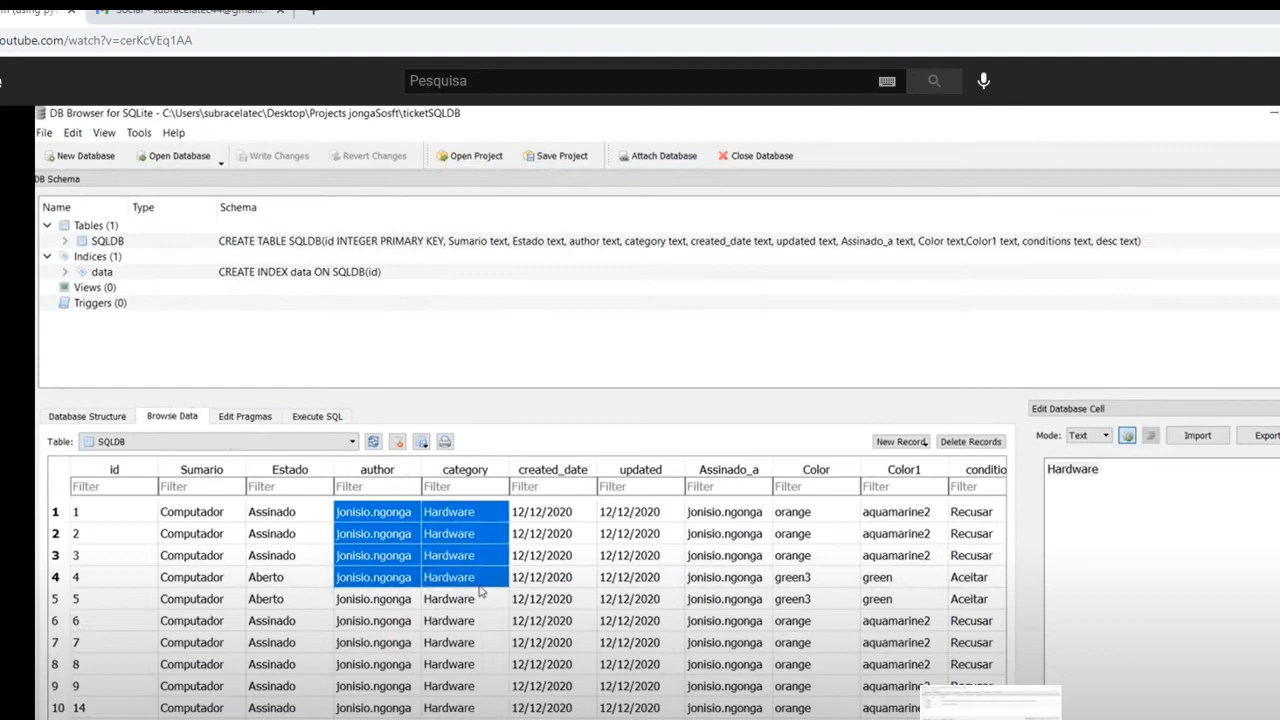 outube.com/watch?v=cerKcVEq1AA
Pesquisa
DB Browser for SQLite - C:\Users\subracelatec\Desktop\Projects jongaSosft\ticketSQLDB
File Edit View Tools Help
New Database Open Database Write Changes Revert Changes Open Project Save Project Attach Database Close Database
DB Schema
Name Type Schema
Tables (1)
SQLDB CREATE TABLE SQLDB(id INTEGER PRIMARY KEY, Sumario text, Estado text, author text, category text, created_date text, updated text, Assinado_a text, Color text,Color1 text, conditions text, desc text)
Indices (1)
data CREATE INDEX data ON SQLDB(id)
Views (0)
Triggers (0)
Database Structure Browse Data Edit Pragmas Execute SQL
Edit Database Cell
Table: SQLDB New Record Delete Records
Mode: Text Import Export
Hardware
id Sumario Estado author category created_date updated Assinado_a Color Color1 conditio
Filter Filter Filter Filter Filter Filter Filter Filter Filter Filter Filter
1 1 Computador Assinado jonisio.ngonga Hardware 12/12/2020 12/12/2020 jonisio.ngonga orange aquamarine2 Recusar
2 2 Computador Assinado jonisio.ngonga Hardware 12/12/2020 12/12/2020 jonisio.ngonga orange aquamarine2 Recusar
3 3 Computador Assinado jonisio.ngonga Hardware 12/12/2020 12/12/2020 jonisio.ngonga orange aquamarine2 Recusar
4 4 Computador Aberto jonisio.ngonga Hardware 12/12/2020 12/12/2020 jonisio.ngonga green3 green Aceitar
5 5 Computador Aberto jonisio.ngonga Hardware 12/12/2020 12/12/2020 jonisio.ngonga green3 green Aceitar
6 6 Computador Assinado jonisio.ngonga Hardware 12/12/2020 12/12/2020 jonisio.ngonga orange aquamarine2 Recusar
7 7 Computador Assinado jonisio.ngonga Hardware 12/12/2020 12/12/2020 jonisio.ngonga orange aquamarine2 Recusar
8 8 Computador Assinado jonisio.ngonga Hardware 12/12/2020 12/12/2020 jonisio.ngonga orange aquamarine2 Recusar
9 9 Computador Assinado jonisio.ngonga Hardware 12/12/2020 12/12/2020 jonisio.ngonga orange aquamarine
10 14 Computador Assinado jonisio.ngonga Hardware 12/12/2020 12/12/2020 jonisio.ngonga orange aquamarine